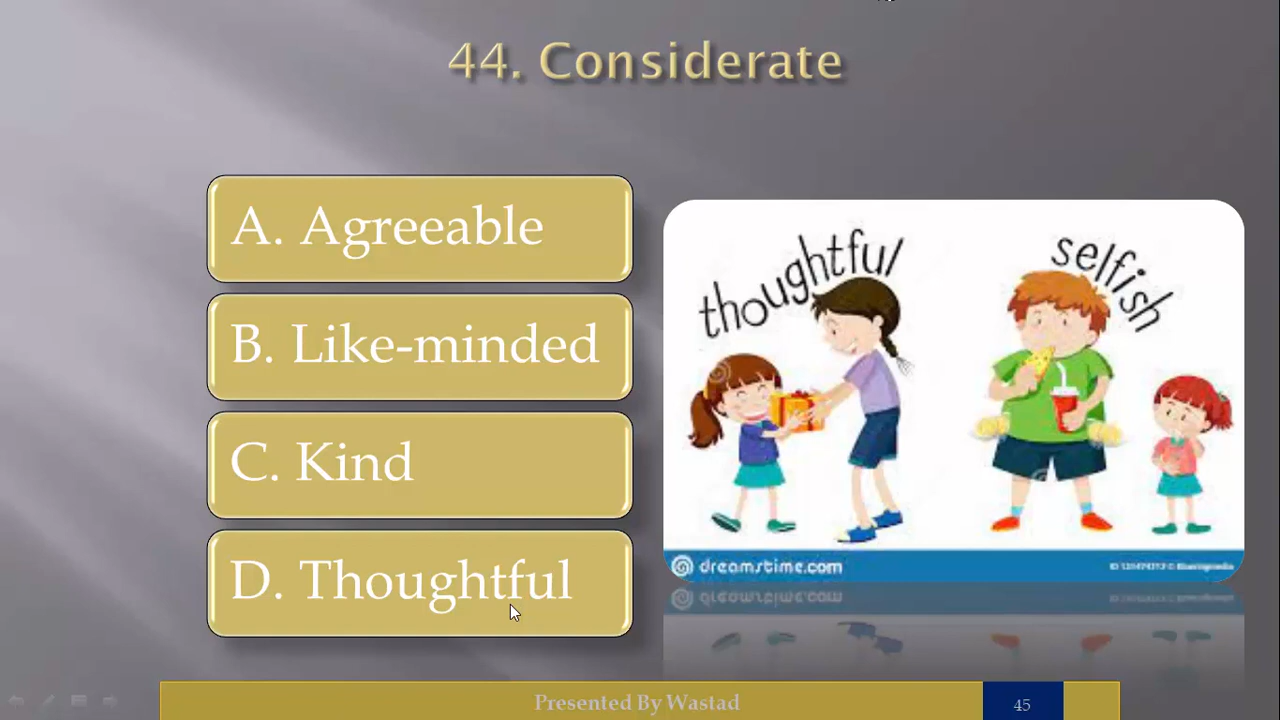 44. Considerate
A. Agreeable
B. Like-minded
C. Kind
D. Thoughtful
thoughtful
selfish
dreamstime.com
Presented By Wastad
45